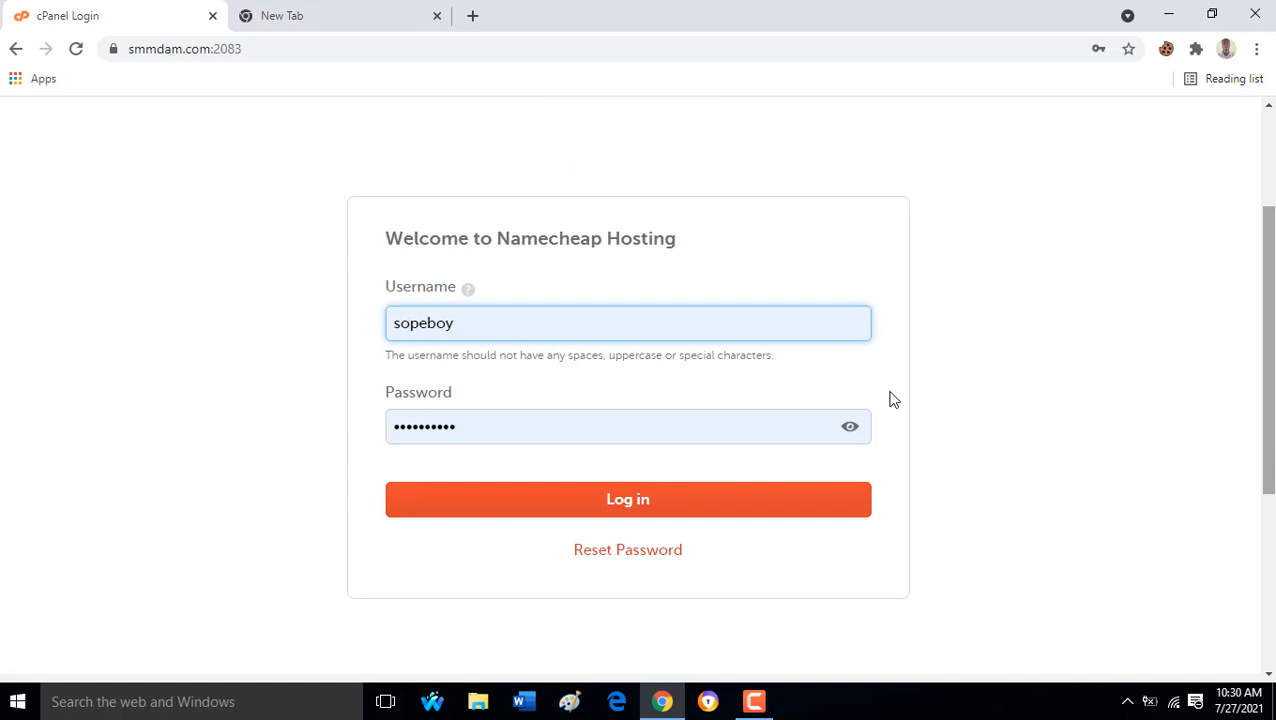 cPanel Login
New Tab
smmdam.com:2083
Apps
Reading list
Welcome to Namecheap Hosting
Username ?
sopeboy
The username should not have any spaces, uppercase or special characters.
Password
••••••••••
Log in
Reset Password
Search the web and Windows
10:30 AM
7/27/2021